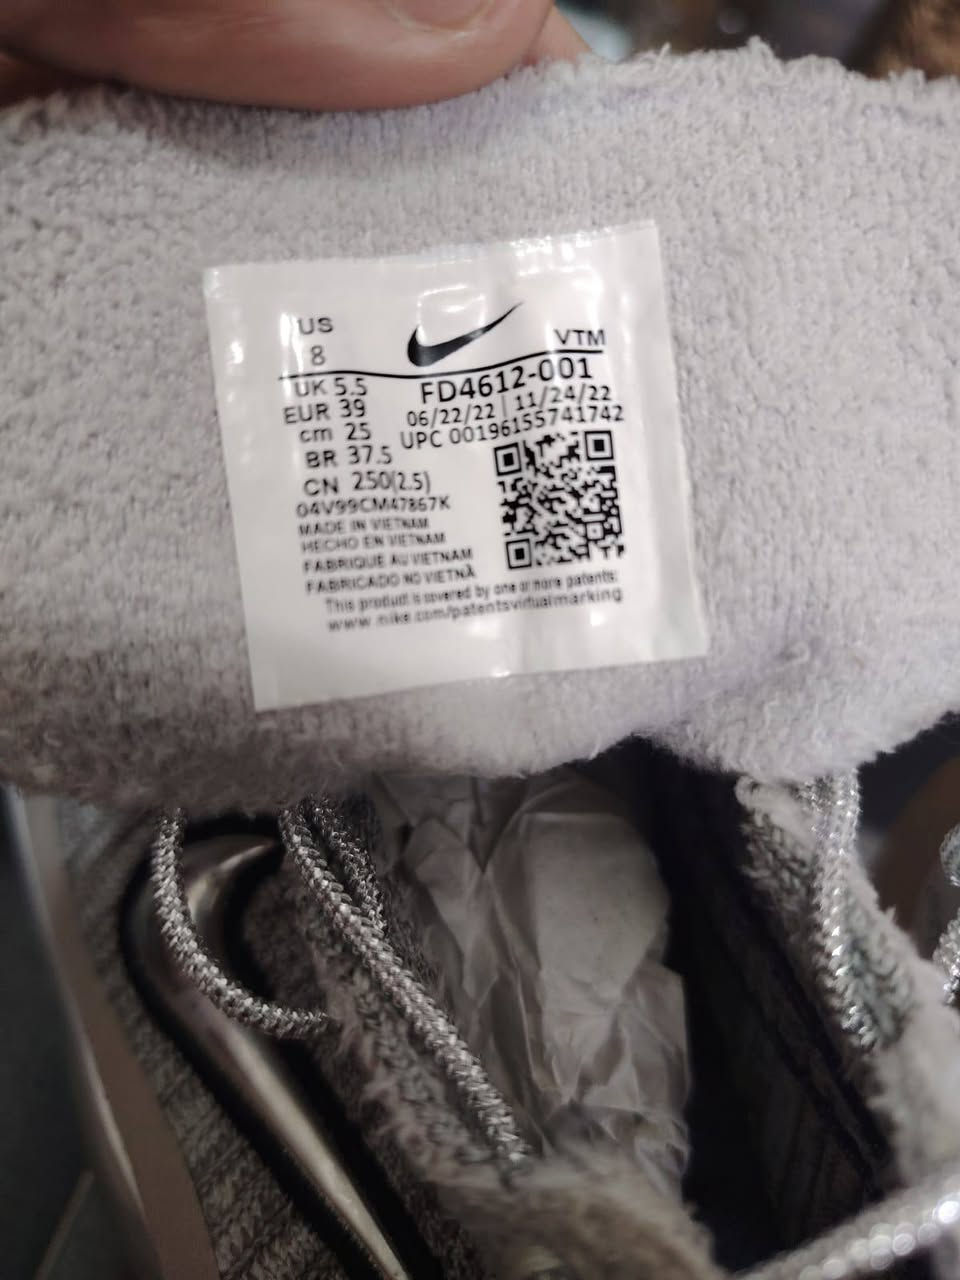 US
8
VTM
UK 5.5
FD4612-001
EUR 39
06/22/22 | 11/24/22
cm 25
UPC 00196155741742
BR 37.5
CN 250(2.5)
04V99CM47867K
MADE IN VIETNAM
HECHO EN VIETNAM
FABRIQUE AU VIETNAM
FABRICADO NO VIETNÃ
This product is covered by one or more patents:
www.nike.com/patentsvirtualmarking